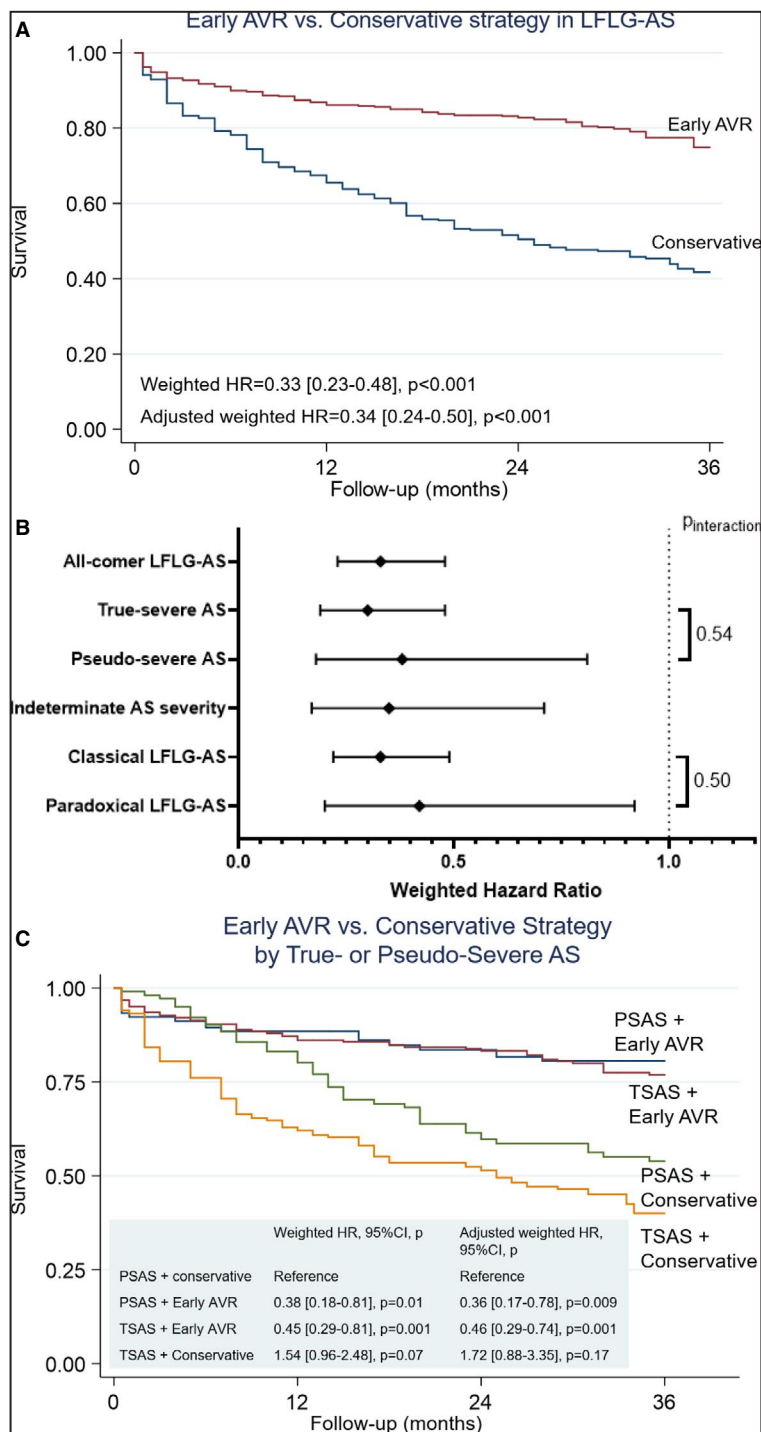 A
Early AVR vs. Conservative strategy in LFLG-AS
1.00
0.80
0.60
0.40
0.20
0.00
Survival
Early AVR
Conservative
Weighted HR=0.33 [0.23-0.48], p<0.001
Adjusted weighted HR=0.34 [0.24-0.50], p<0.001
0 12 24 36
Follow-up (months)
B
pinteraction
All-comer LFLG-AS
True-severe AS
Pseudo-severe AS
Indeterminate AS severity
Classical LFLG-AS
Paradoxical LFLG-AS
0.54
0.50
0.0 0.5 1.0
Weighted Hazard Ratio
C
Early AVR vs. Conservative Strategy
by True- or Pseudo-Severe AS
1.00
0.75
0.50
0.25
0.00
Survival
PSAS +
Early AVR
TSAS +
Early AVR
PSAS +
Conservative
TSAS +
Conservative
Weighted HR, 95%CI, p Adjusted weighted HR,
95%CI, p
PSAS + conservative Reference Reference
PSAS + Early AVR 0.38 [0.18-0.81], p=0.01 0.36 [0.17-0.78], p=0.009
TSAS + Early AVR 0.45 [0.29-0.81], p=0.001 0.46 [0.29-0.74], p=0.001
TSAS + Conservative 1.54 [0.96-2.48], p=0.07 1.72 [0.88-3.35], p=0.17
0 12 24 36
Follow-up (months)